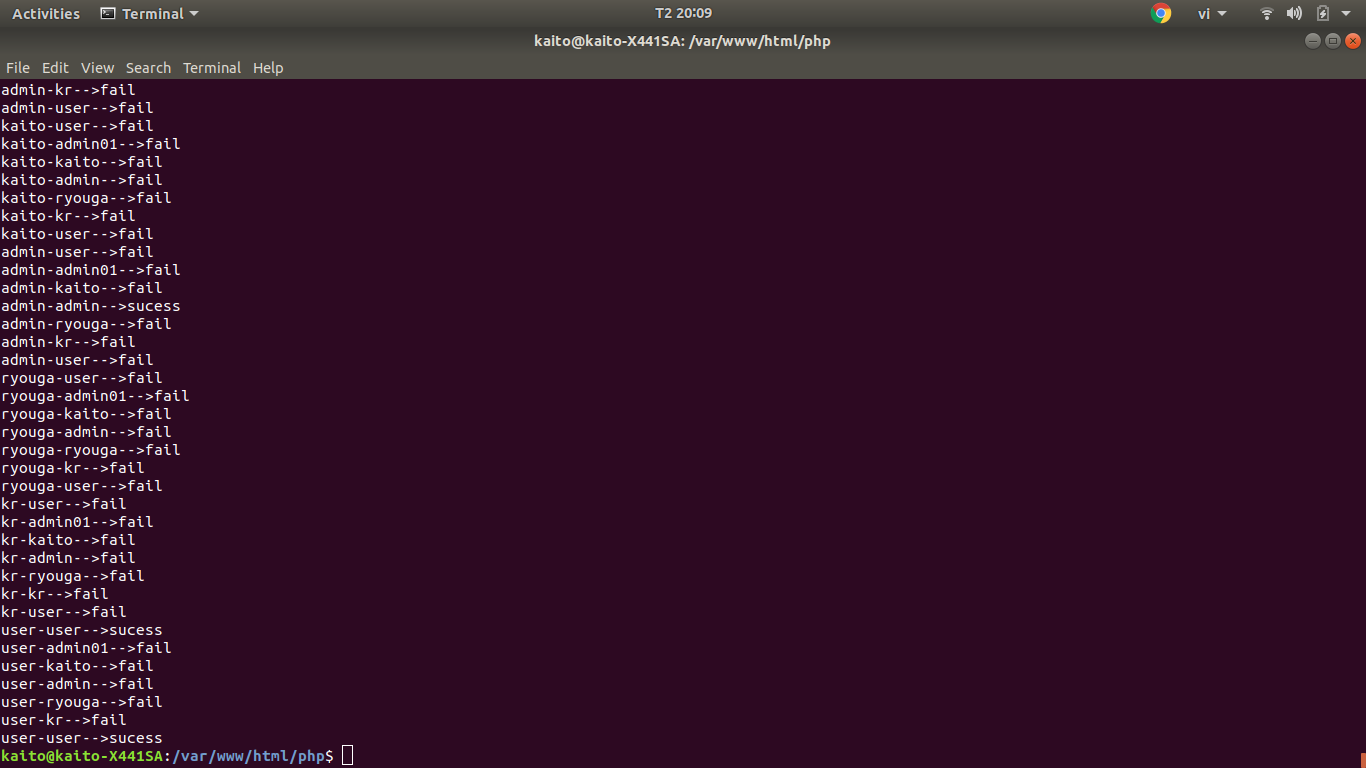 Activities Terminal T2 20:09 vi
kaito@kaito-X441SA: /var/www/html/php
File Edit View Search Terminal Help
admin-kr-->fail
admin-user-->fail
kaito-user-->fail
kaito-admin01-->fail
kaito-kaito-->fail
kaito-admin-->fail
kaito-ryouga-->fail
kaito-kr-->fail
kaito-user-->fail
admin-user-->fail
admin-admin01-->fail
admin-kaito-->fail
admin-admin-->sucess
admin-ryouga-->fail
admin-kr-->fail
admin-user-->fail
ryouga-user-->fail
ryouga-admin01-->fail
ryouga-kaito-->fail
ryouga-admin-->fail
ryouga-ryouga-->fail
ryouga-kr-->fail
ryouga-user-->fail
kr-user-->fail
kr-admin01-->fail
kr-kaito-->fail
kr-admin-->fail
kr-ryouga-->fail
kr-kr-->fail
kr-user-->fail
user-user-->sucess
user-admin01-->fail
user-kaito-->fail
user-admin-->fail
user-ryouga-->fail
user-kr-->fail
user-user-->sucess
kaito@kaito-X441SA:/var/www/html/php$